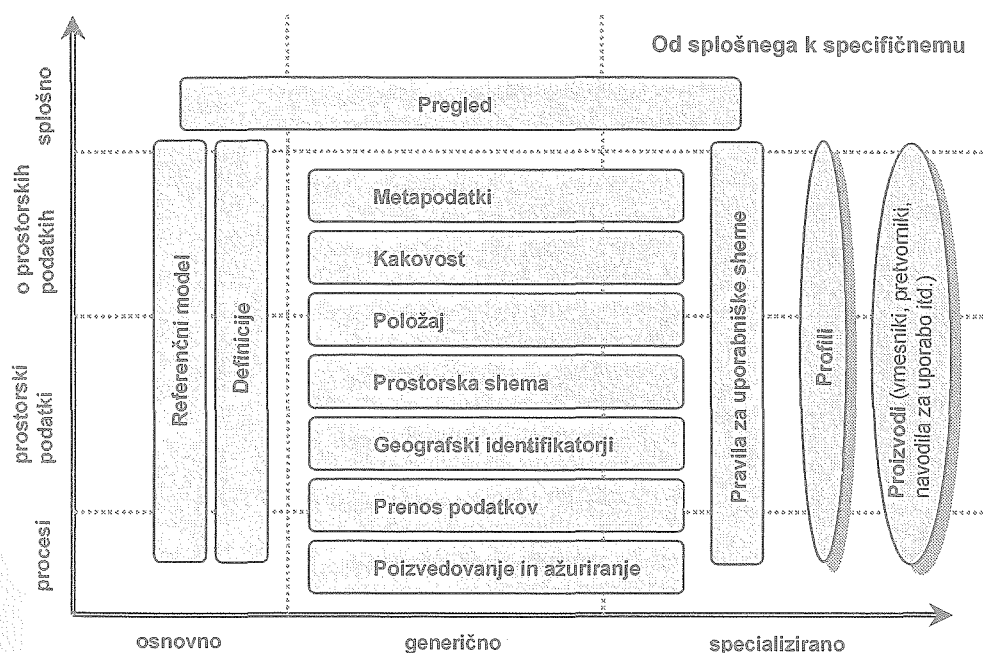 Od splošnega k specifičnemu
splošno
Pregled
o prostorskih
podatkih
prostorski
podatki
procesi
Referenčni model
Definicije
Metapodatki
Kakovost
Položaj
Prostorska shema
Geografski identifikatorji
Prenos podatkov
Poizvedovanje in ažuriranje
Pravila za uporabniške sheme
Profili
Proizvodi (vmesniki, pretvorniki,
navodila za uporabo itd.)
osnovno
generično
specializirano